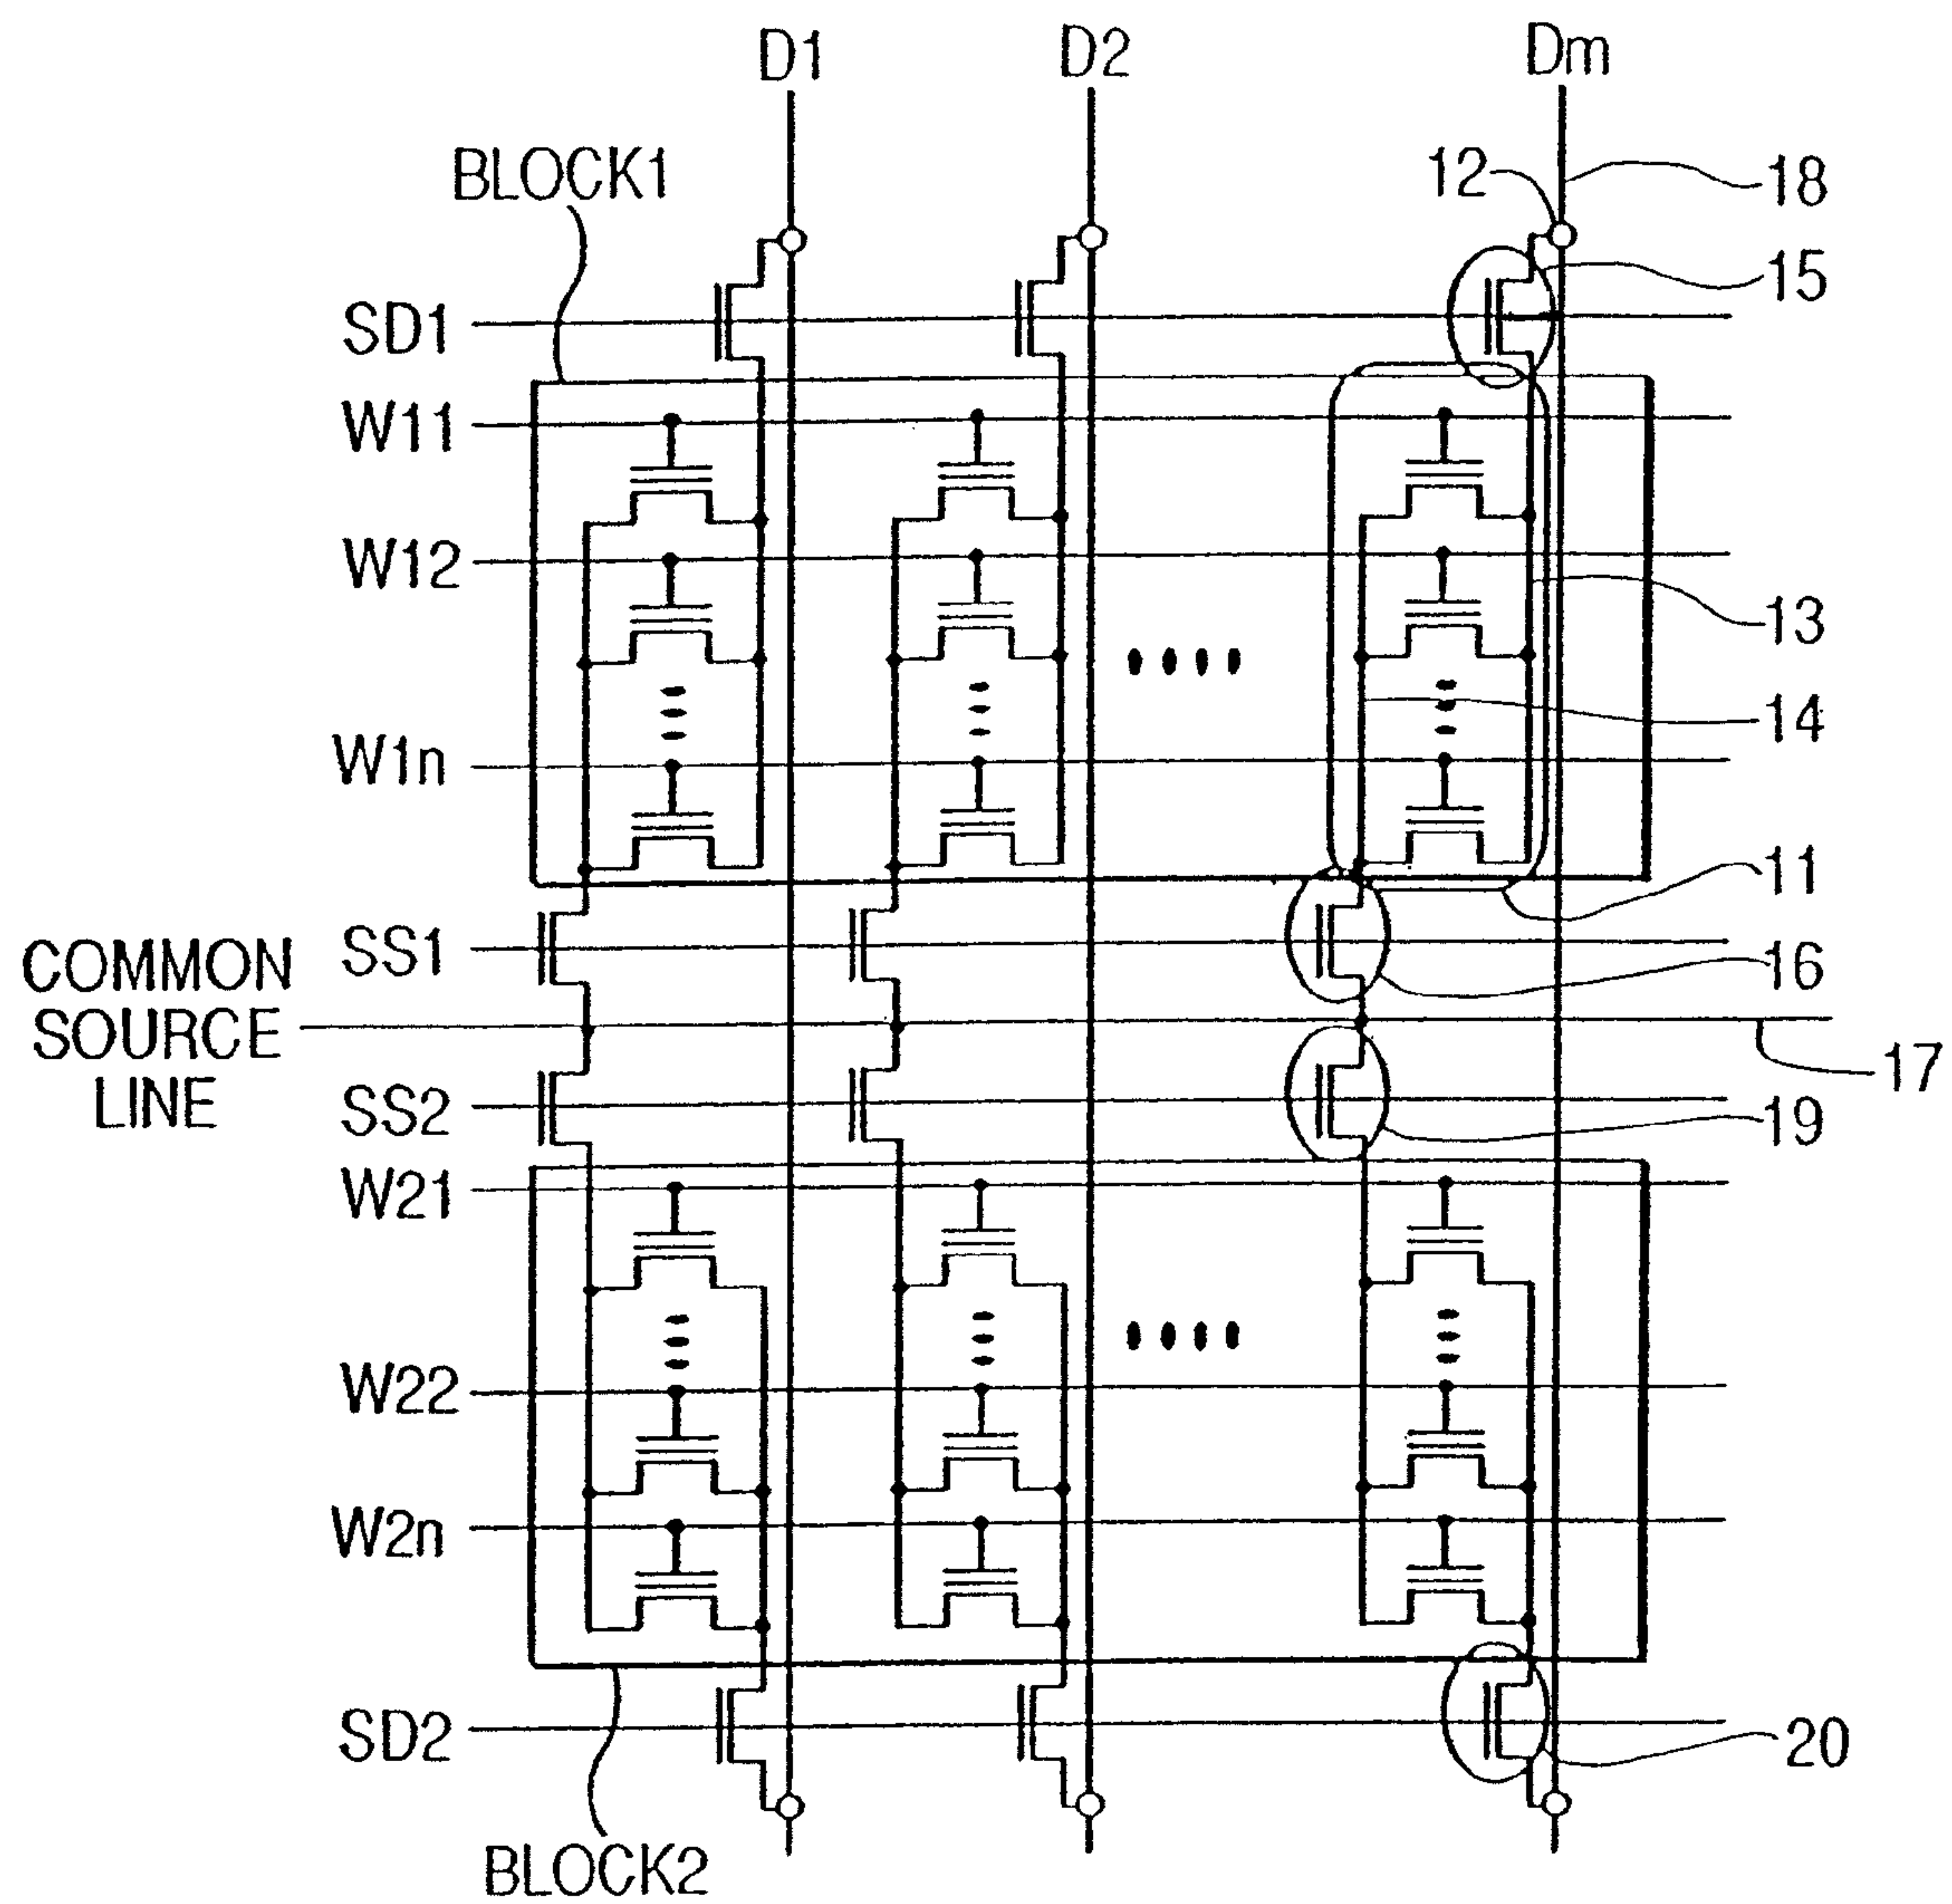 D1 D2 Dm
BLOCK1
12
18
15
SD1
W11
W12
13
14
W1n
11
SS1
16
COMMON
SOURCE
LINE
17
SS2
19
W21
W22
W2n
SD2
20
BLOCK2